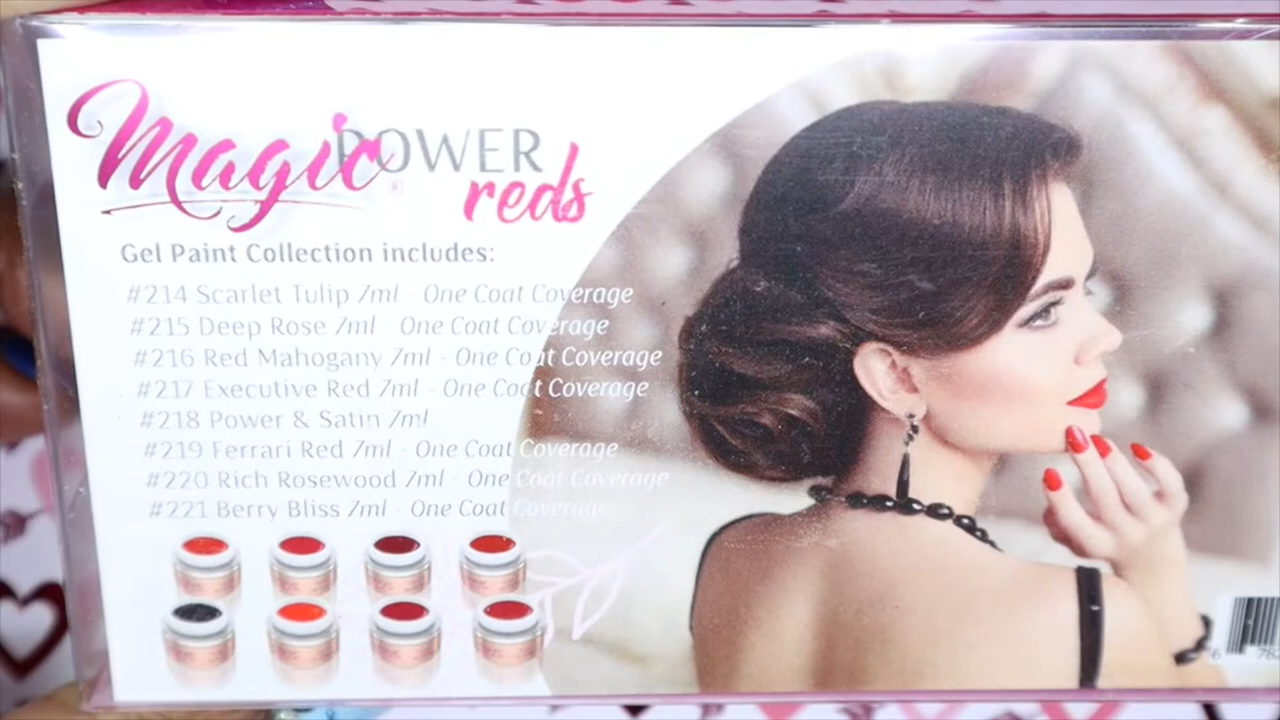 Magic POWER
reds
Gel Paint Collection includes:
#214 Scarlet Tulip 7ml - One Coat Coverage
#215 Deep Rose 7ml - One Coat Coverage
#216 Red Mahogany 7ml - One Coat Coverage
#217 Executive Red 7ml - One Coat Coverage
#218 Power & Satin 7ml
#219 Ferrari Red 7ml - One Coat Coverage
#220 Rich Rosewood 7ml - One Coat Coverage
#221 Berry Bliss 7ml - One Coat Coverage